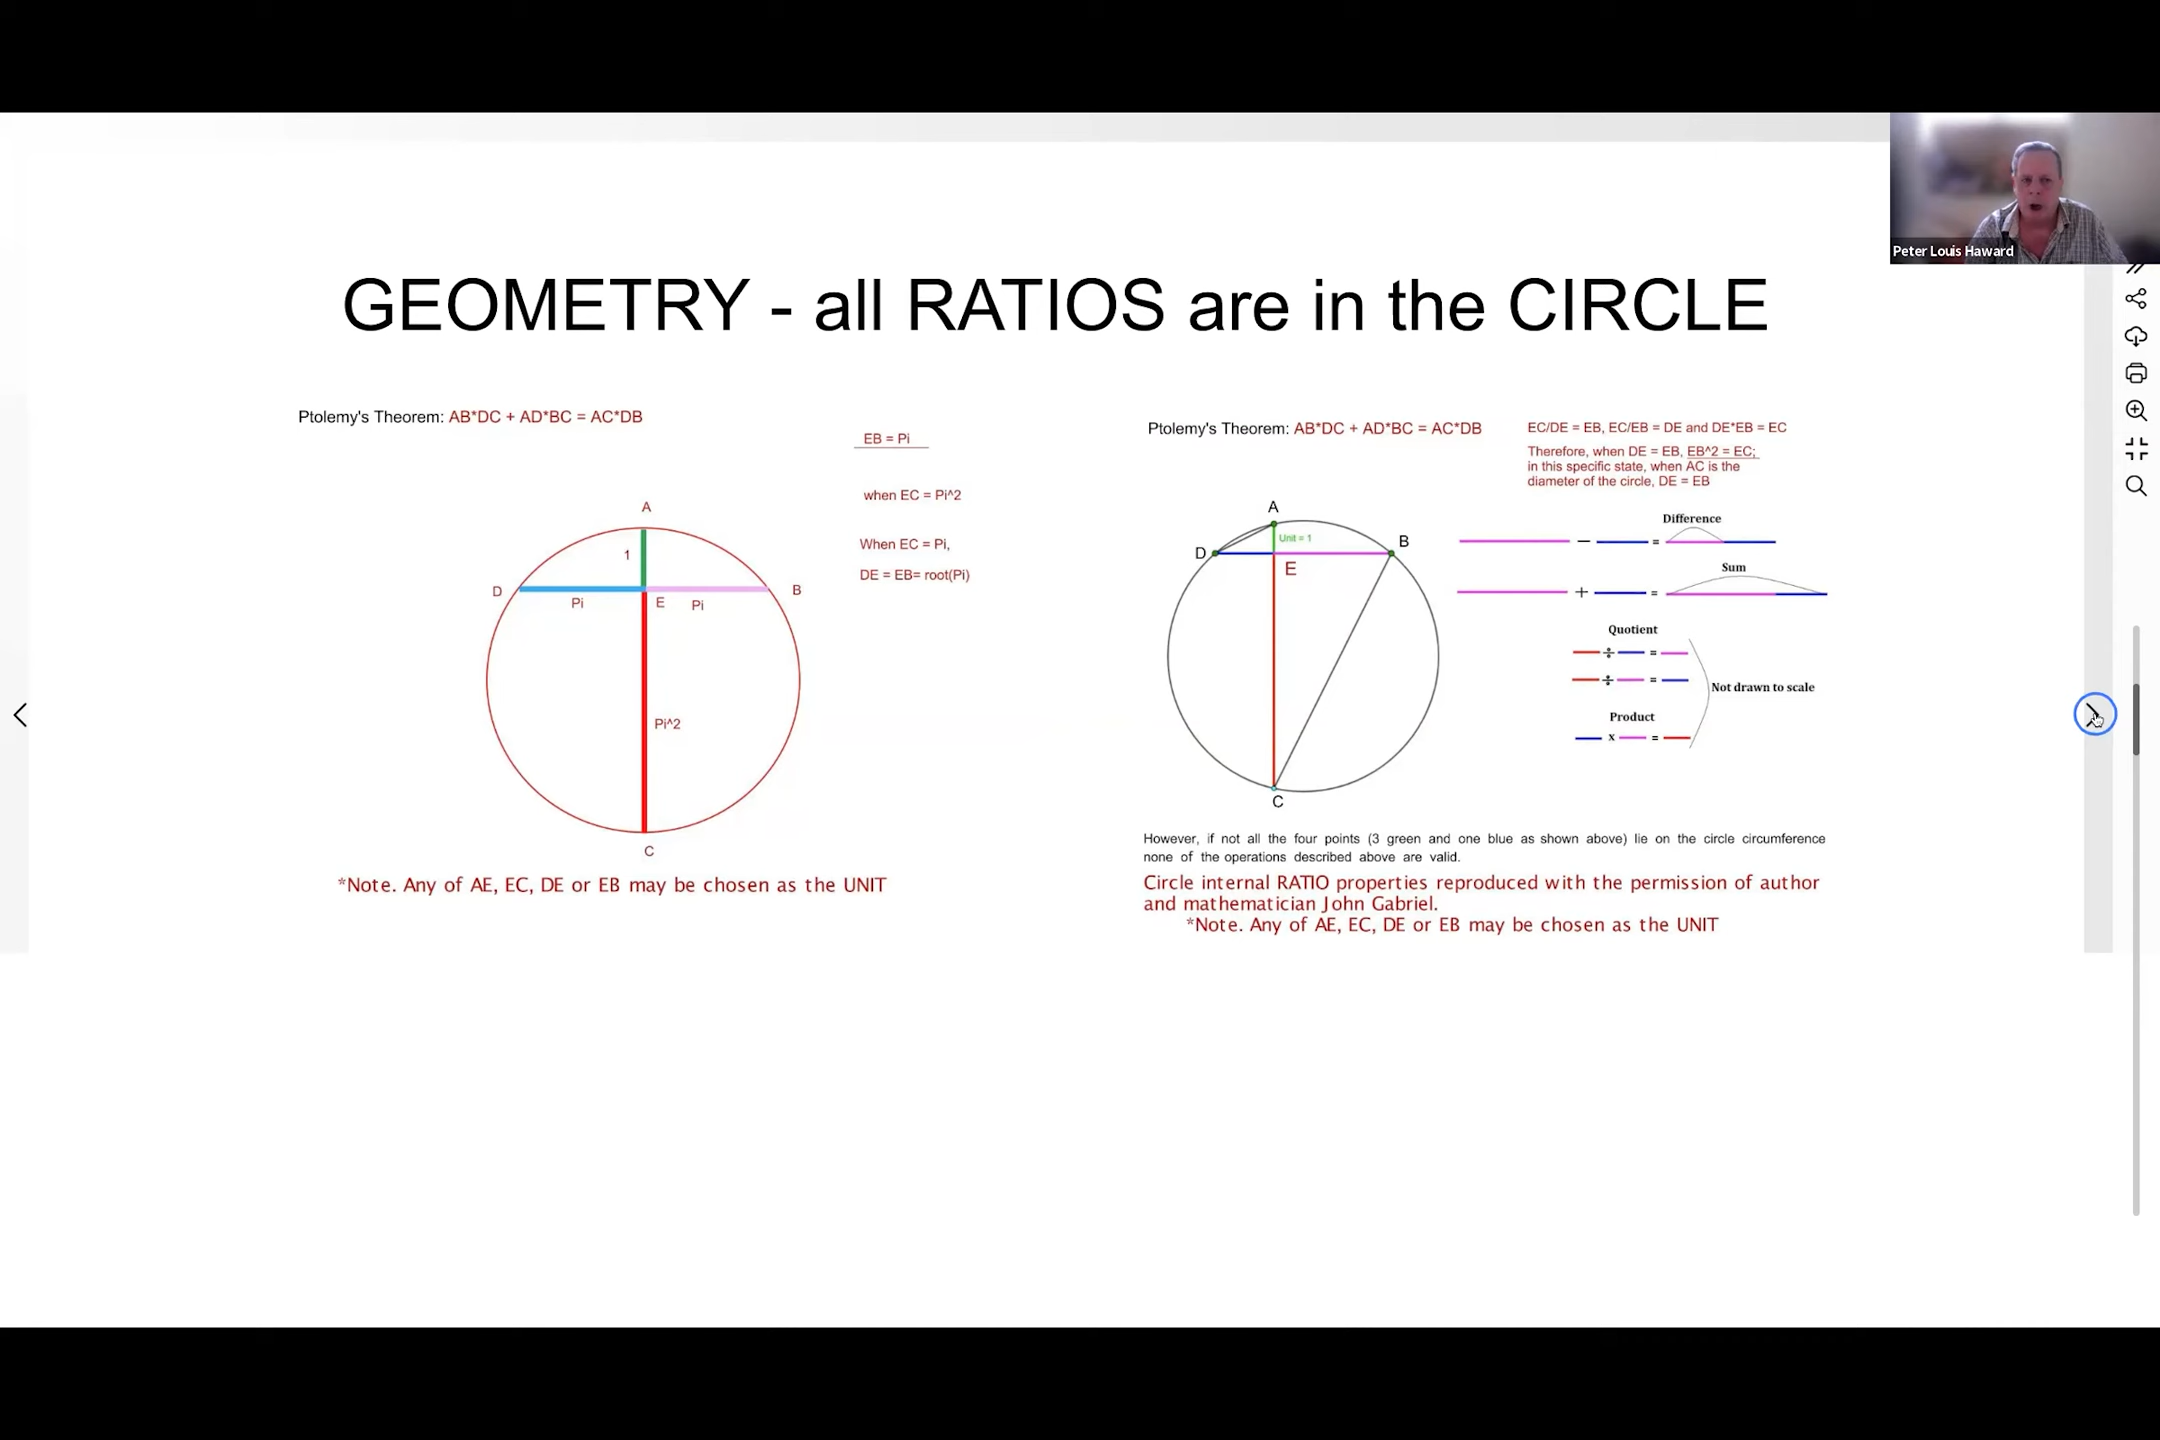 Peter Louis Haward
GEOMETRY - all RATIOS are in the CIRCLE
Ptolemy's Theorem: AB*DC + AD*BC = AC*DB
EB = Pi
when EC = Pi^2
When EC = Pi,
DE = EB= root(Pi)
A
1
D
B
Pi
E
Pi
Pi^2
C
*Note. Any of AE, EC, DE or EB may be chosen as the UNIT
Ptolemy's Theorem: AB*DC + AD*BC = AC*DB
EC/DE = EB, EC/EB = DE and DE*EB = EC
Therefore, when DE = EB, EB^2 = EC;
in this specific state, when AC is the
diameter of the circle, DE = EB
A
Unit = 1
D
B
E
C
Difference
− =
Sum
+ =
Quotient
÷ =
÷ =
Not drawn to scale
Product
x =
However, if not all the four points (3 green and one blue as shown above) lie on the circle circumference
none of the operations described above are valid.
Circle internal RATIO properties reproduced with the permission of author
and mathematician John Gabriel.
*Note. Any of AE, EC, DE or EB may be chosen as the UNIT